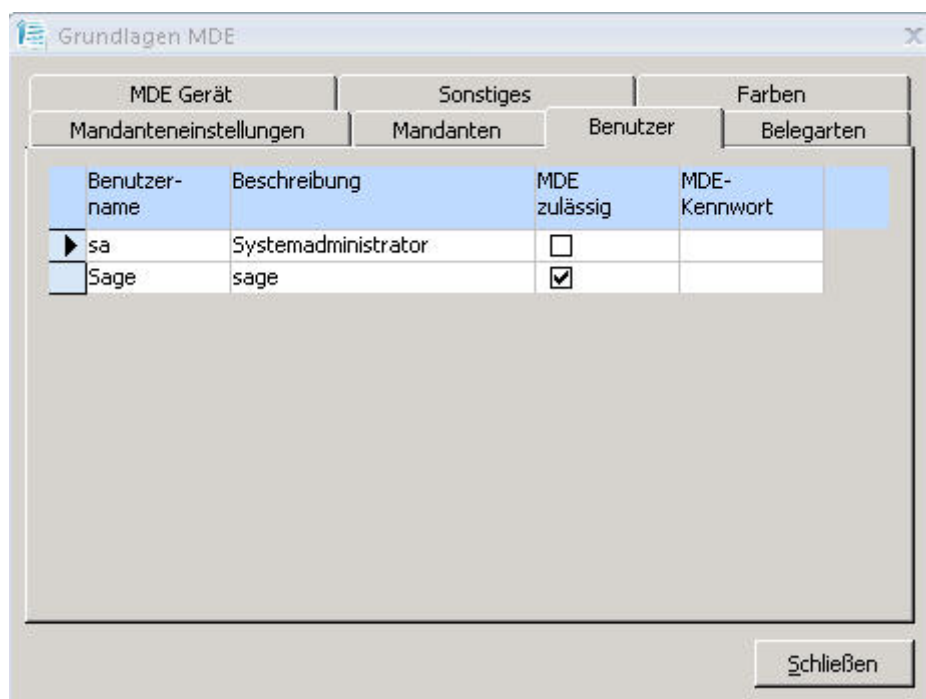 Grundlagen MDE
MDE Gerät Sonstiges Farben
Mandanteneinstellungen Mandanten Benutzer Belegarten
Benutzer- Beschreibung MDE MDE-
name zulässig Kennwort
sa Systemadministrator
Sage sage
Schließen